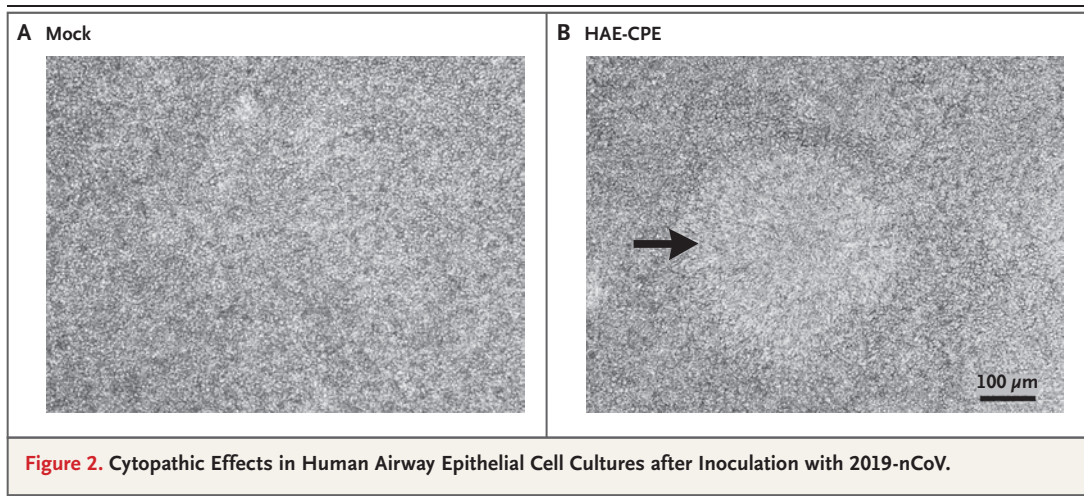 A Mock
B HAE-CPE
100 µm
Figure 2. Cytopathic Effects in Human Airway Epithelial Cell Cultures after Inoculation with 2019-nCoV.